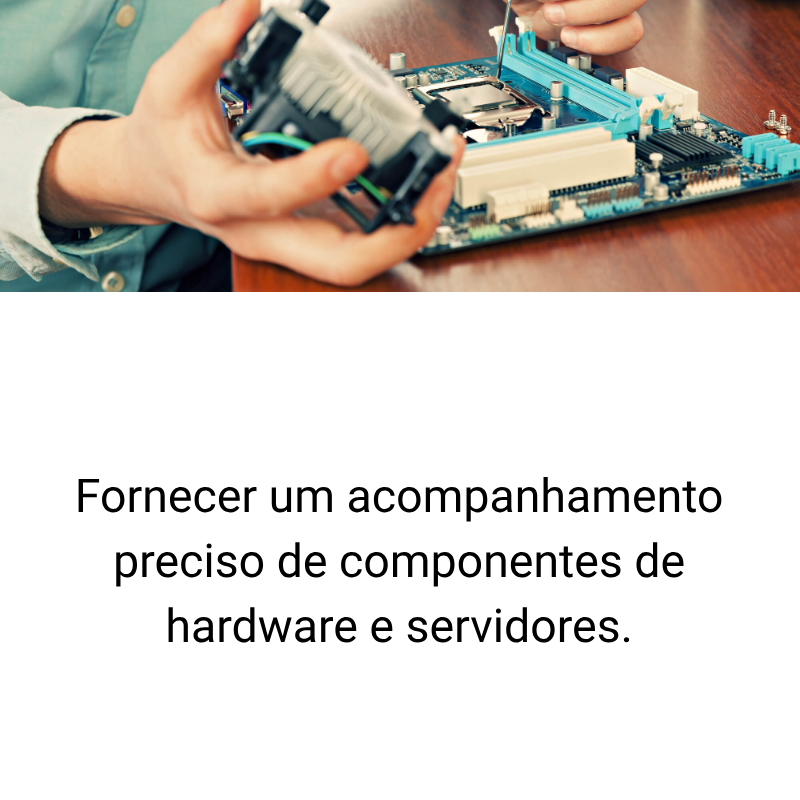 Fornecer um acompanhamento
preciso de componentes de
hardware e servidores.